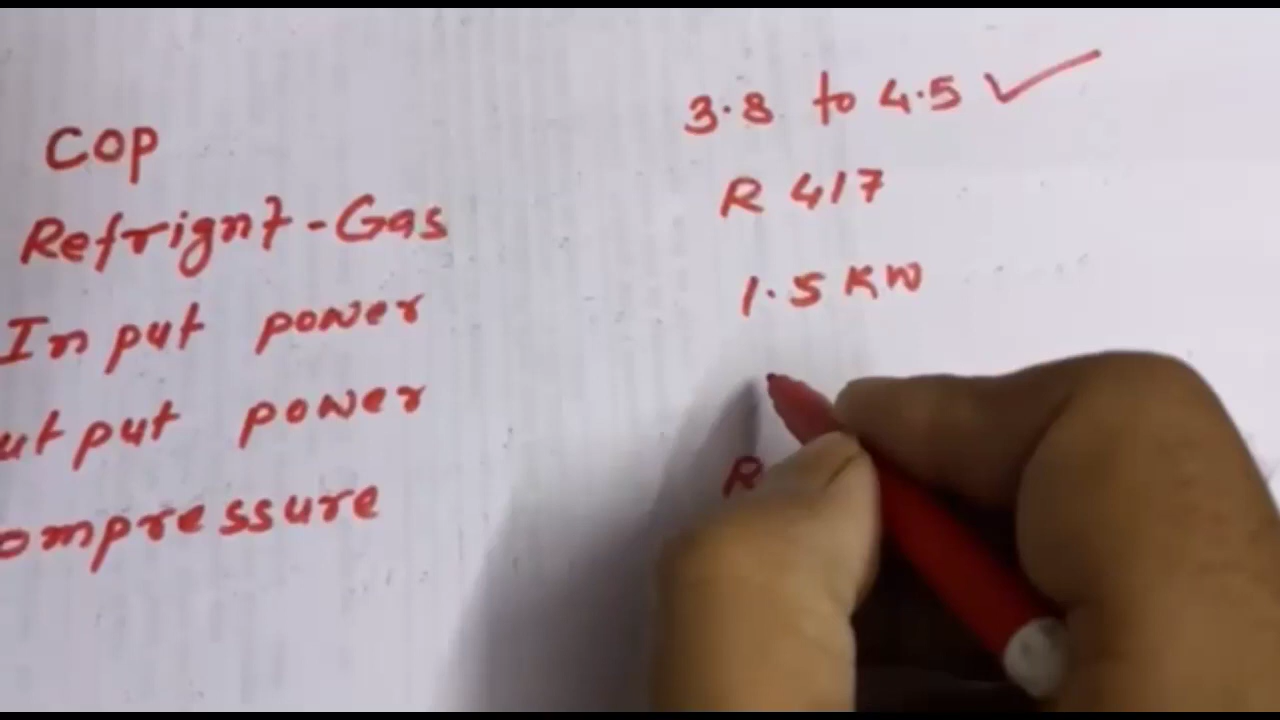 COP 3.8 to 4.5 ✓
Refrignt-Gas R 417
Input power 1.5 KW
utput power
ompressure R